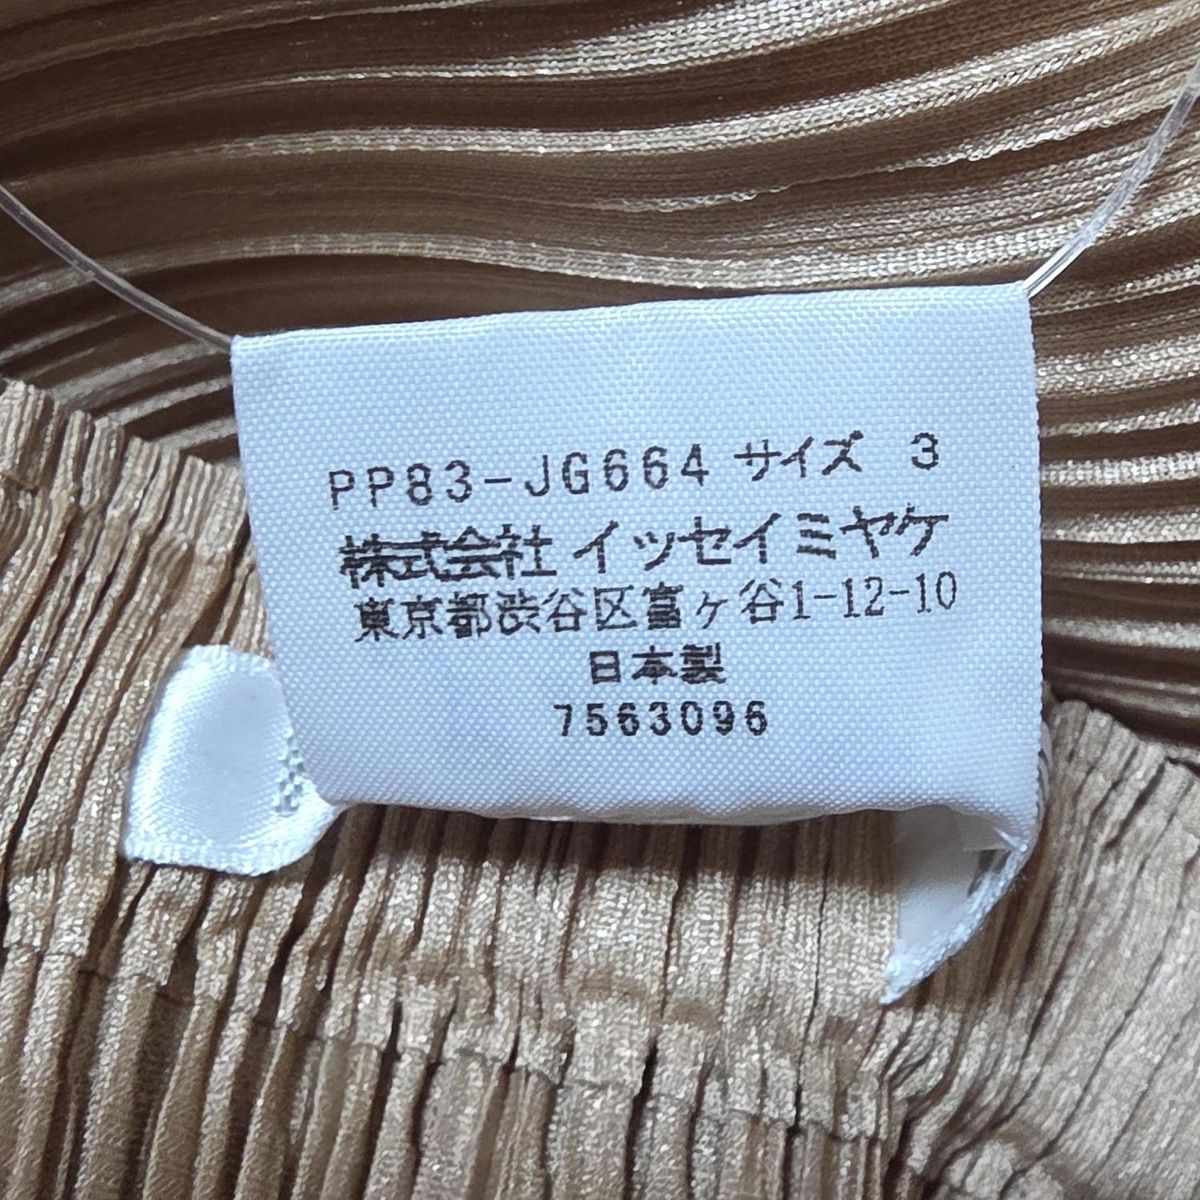 PP83-JG664 サイズ 3
株式会社 イッセイミヤケ
東京都渋谷区富ヶ谷1-12-10
日本製
7563096